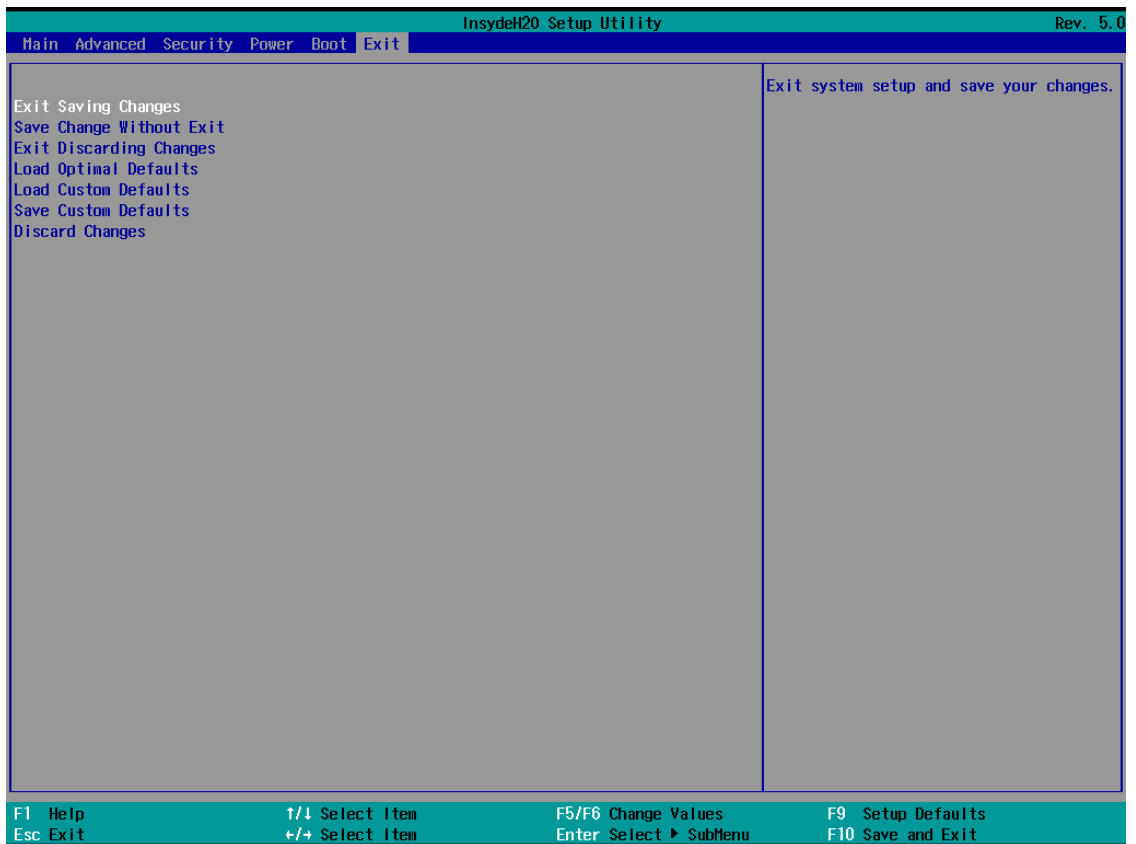 InsydeH20 Setup Utility Rev. 5.0
Main Advanced Security Power Boot Exit
Exit system setup and save your changes.
Exit Saving Changes
Save Change Without Exit
Exit Discarding Changes
Load Optimal Defaults
Load Custom Defaults
Save Custom Defaults
Discard Changes
F1 Help ↑/↓ Select Item F5/F6 Change Values F9 Setup Defaults
Esc Exit ←/→ Select Item Enter Select ▶ SubMenu F10 Save and Exit